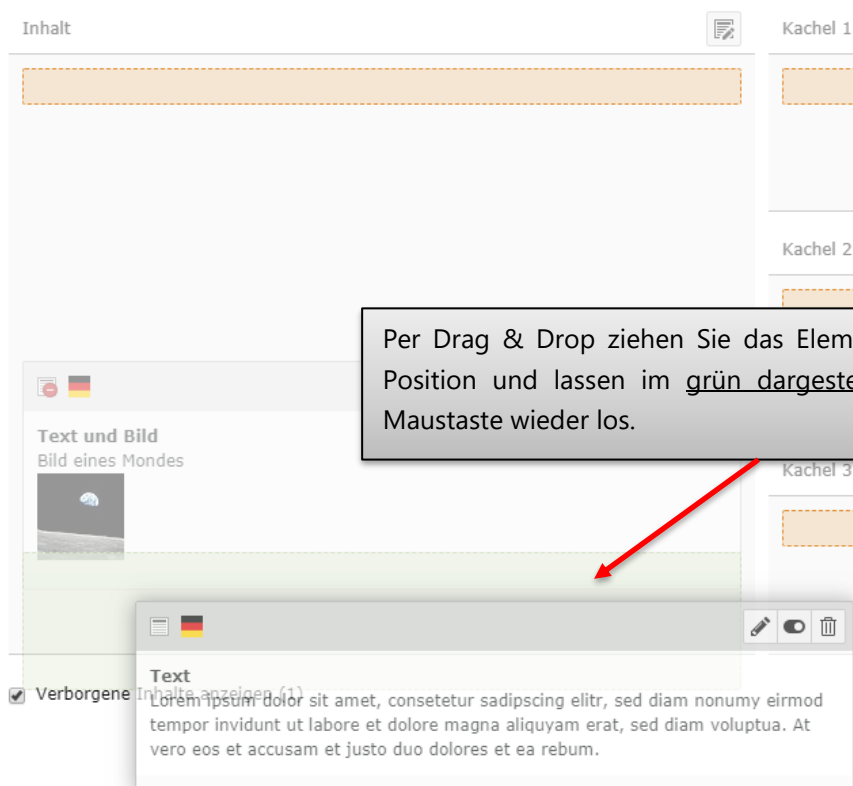 Inhalt
Kachel 1
Kachel 2
Per Drag & Drop ziehen Sie das
Position und lassen im grün
Maustaste wieder los.
Text und Bild
Bild eines Mondes
Kachel 3
Text
Verborgene Inhalte anzeigen (1)
Lorem ipsum dolor sit amet, consetetur sadipscing elitr, sed diam nonumy eirmod
tempor invidunt ut labore et dolore magna aliquyam erat, sed diam voluptua. At
vero eos et accusam et justo duo dolores et ea rebum.